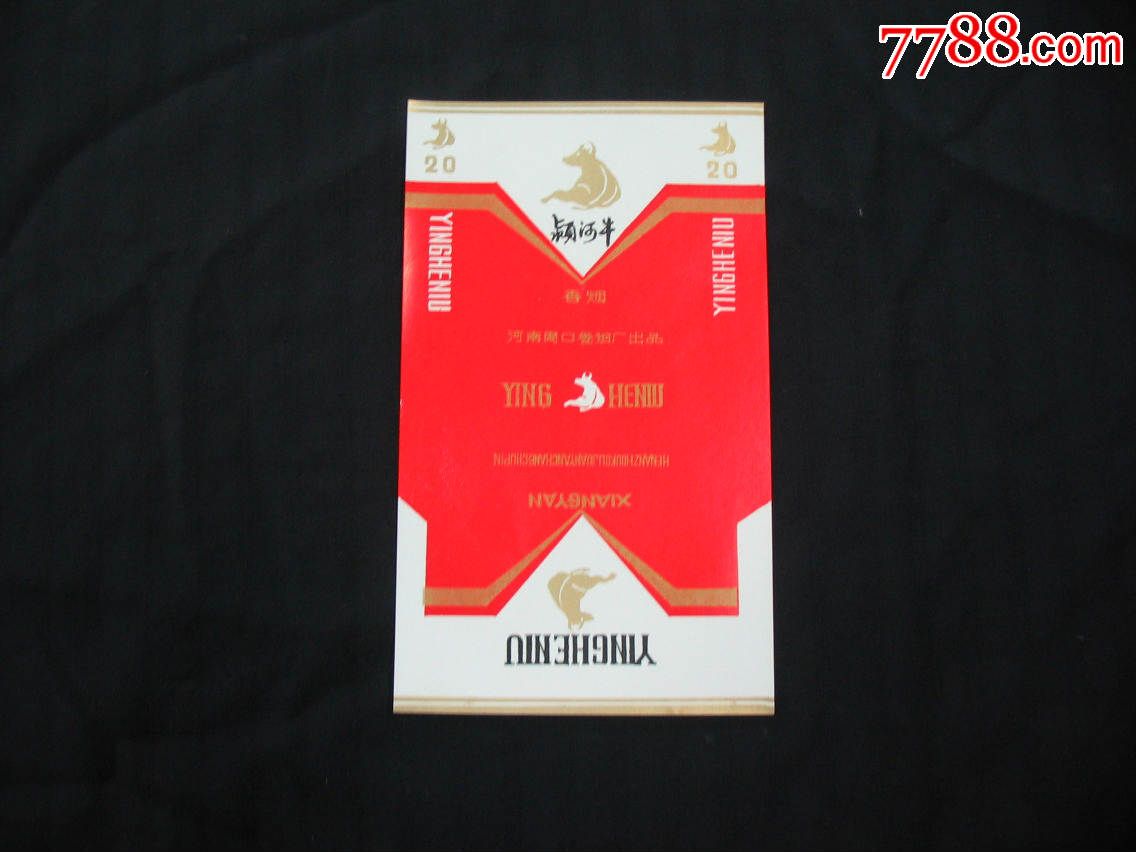 7788.com
20
20
颍河牛
YINGHENIU
YINGHENIU
香烟
河南周口卷烟厂出品
YING HENIU
HENANZHOUKOUJUANYANCHANGCHUPIN
XIANGYAN
YINGHENIU